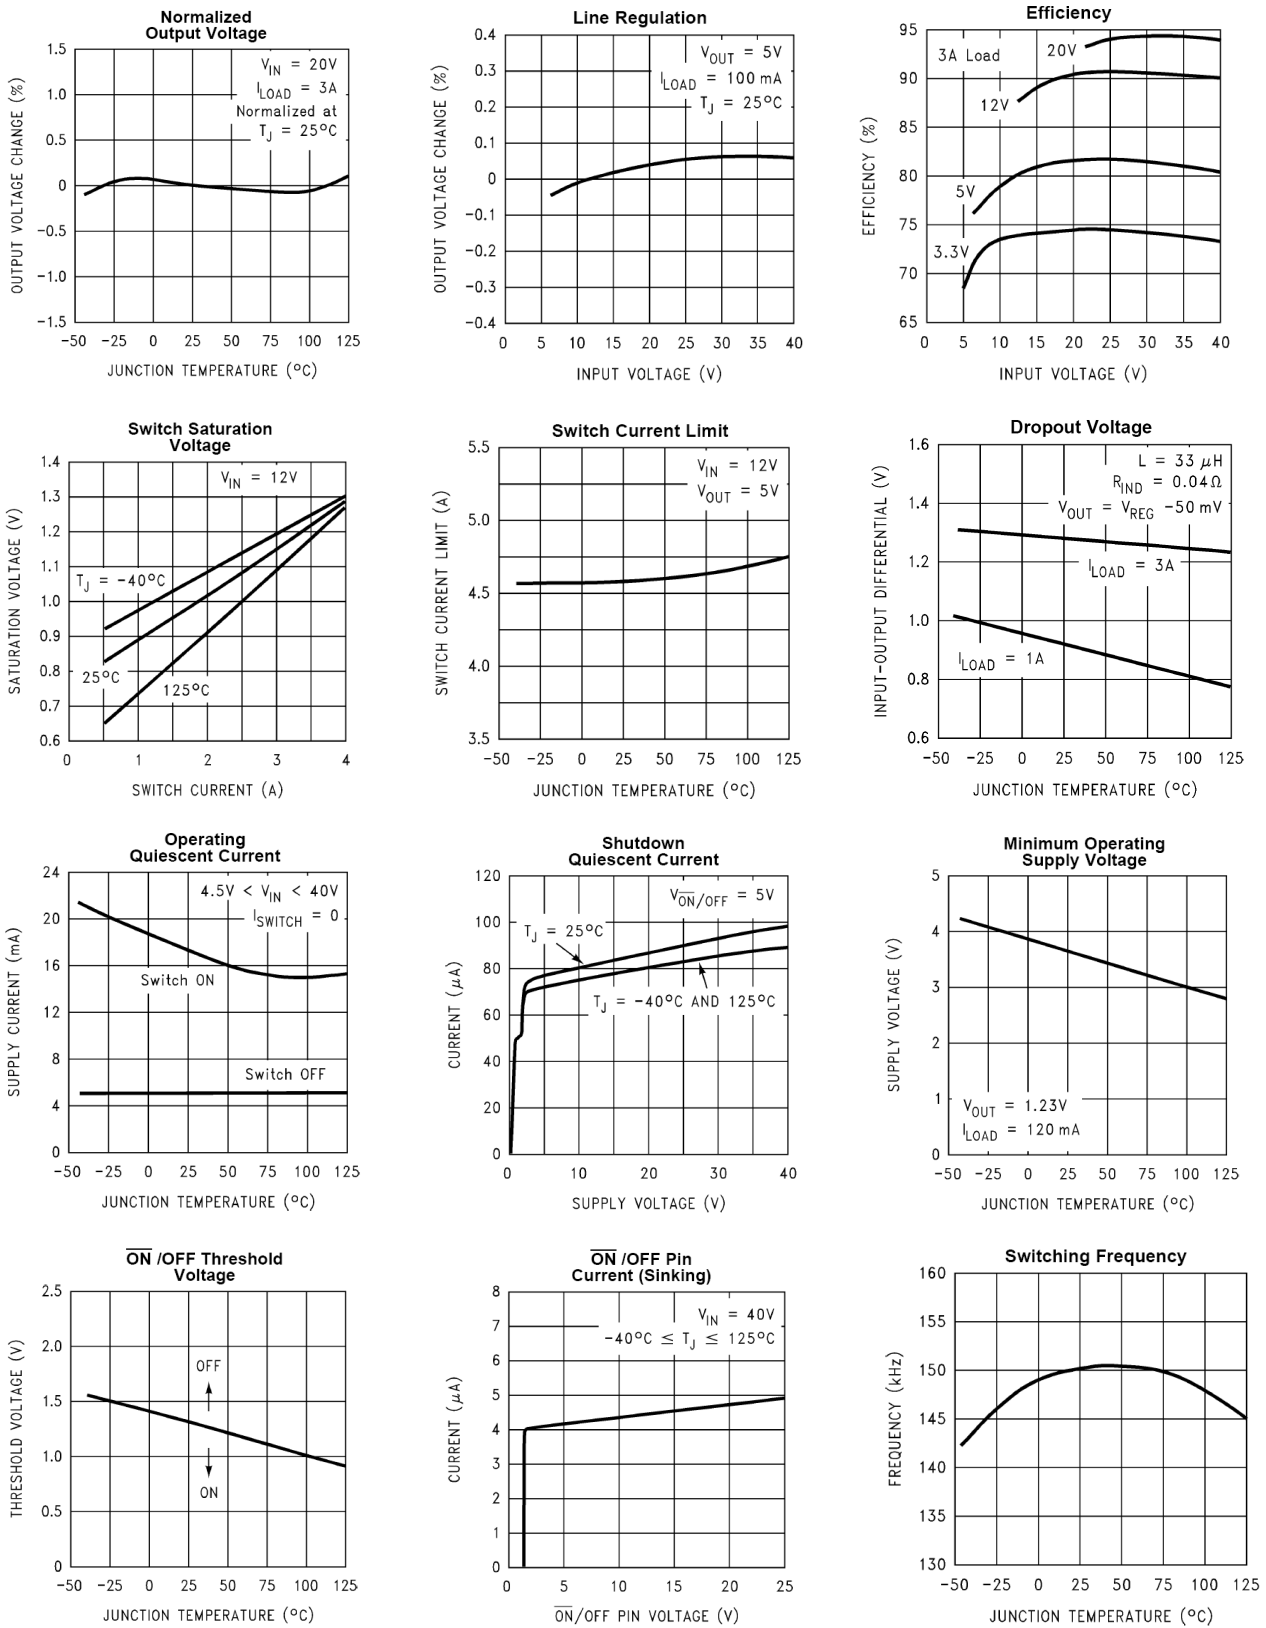 Normalized
Output Voltage
OUTPUT VOLTAGE CHANGE (%)
1.5
1.0
0.5
0
−0.5
−1.0
−1.5
V_IN = 20V
I_LOAD = 3A
Normalized at
T_J = 25°C
−50 −25 0 25 50 75 100 125
JUNCTION TEMPERATURE (°C)
Line Regulation
OUTPUT VOLTAGE CHANGE (%)
0.4
0.3
0.2
0.1
0
−0.1
−0.2
−0.3
−0.4
V_OUT = 5V
I_LOAD = 100 mA
T_J = 25°C
0 5 10 15 20 25 30 35 40
INPUT VOLTAGE (V)
Efficiency
EFFICIENCY (%)
95
90
85
80
75
70
65
3A Load
20V
12V
5V
3.3V
0 5 10 15 20 25 30 35 40
INPUT VOLTAGE (V)
Switch Saturation
Voltage
SATURATION VOLTAGE (V)
1.4
1.3
1.2
1.1
1.0
0.9
0.8
0.7
0.6
V_IN = 12V
T_J = −40°C
25°C
125°C
0 1 2 3 4
SWITCH CURRENT (A)
Switch Current Limit
SWITCH CURRENT LIMIT (A)
5.5
5.0
4.5
4.0
3.5
V_IN = 12V
V_OUT = 5V
−50 −25 0 25 50 75 100 125
JUNCTION TEMPERATURE (°C)
Dropout Voltage
INPUT−OUTPUT DIFFERENTIAL (V)
1.6
1.4
1.2
1.0
0.8
0.6
L = 33 μH
R_IND = 0.04Ω
V_OUT = V_REG −50 mV
I_LOAD = 3A
I_LOAD = 1A
−50 −25 0 25 50 75 100 125
JUNCTION TEMPERATURE (°C)
Operating
Quiescent Current
SUPPLY CURRENT (mA)
24
20
16
12
8
4
0
4.5V < V_IN < 40V
I_SWITCH = 0
Switch ON
Switch OFF
−50 −25 0 25 50 75 100 125
JUNCTION TEMPERATURE (°C)
Shutdown
Quiescent Current
CURRENT (μA)
120
100
80
60
40
20
0
V_O̅N̅/OFF = 5V
T_J = 25°C
T_J = −40°C AND 125°C
0 10 20 30 40
SUPPLY VOLTAGE (V)
Minimum Operating
Supply Voltage
SUPPLY VOLTAGE (V)
5
4
3
2
1
0
V_OUT = 1.23V
I_LOAD = 120 mA
−50 −25 0 25 50 75 100 125
JUNCTION TEMPERATURE (°C)
O̅N̅ /OFF Threshold
Voltage
THRESHOLD VOLTAGE (V)
2.5
2.0
1.5
1.0
0.5
0
OFF
ON
−50 −25 0 25 50 75 100 125
JUNCTION TEMPERATURE (°C)
O̅N̅ /OFF Pin
Current (Sinking)
CURRENT (μA)
8
7
6
5
4
3
2
1
0
V_IN = 40V
−40°C ≤ T_J ≤ 125°C
0 5 10 15 20 25
O̅N̅/OFF PIN VOLTAGE (V)
Switching Frequency
FREQUENCY (kHz)
160
155
150
145
140
135
130
−50 −25 0 25 50 75 100 125
JUNCTION TEMPERATURE (°C)